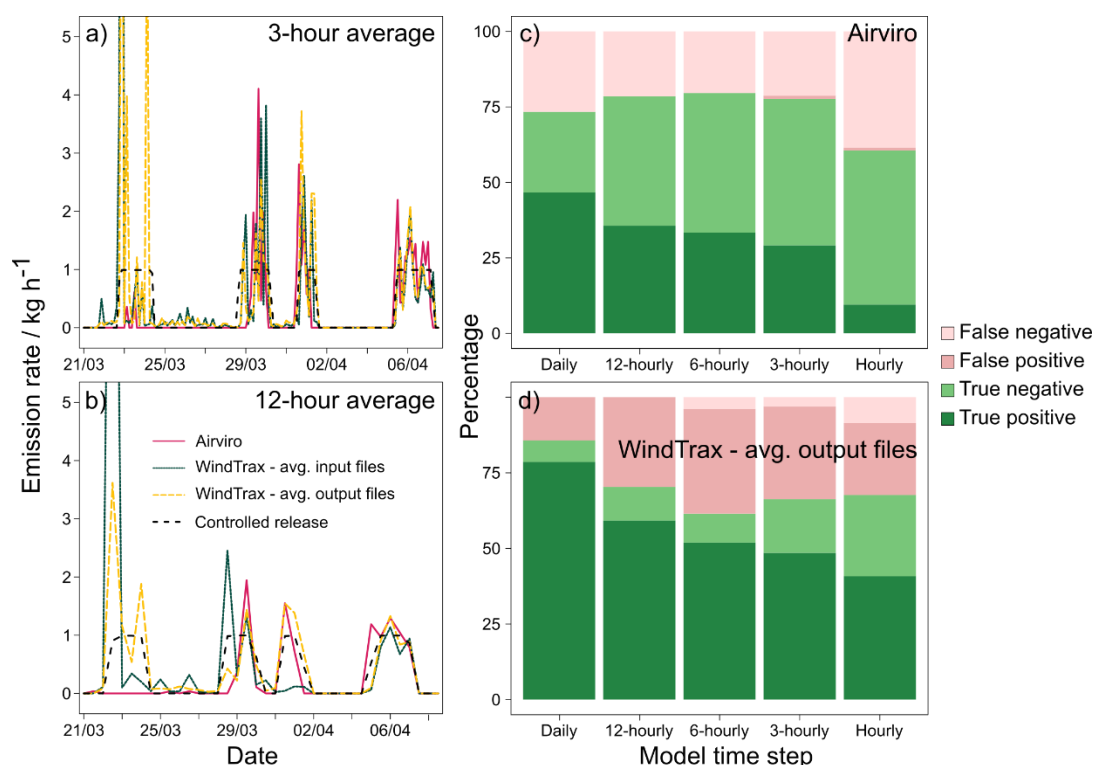 a)
3-hour average
5
4
3
2
1
0
21/03
25/03
29/03
02/04
06/04
b)
12-hour average
5
4
3
2
1
0
Airviro
WindTrax - avg. input files
WindTrax - avg. output files
Controlled release
21/03
25/03
29/03
02/04
06/04
Emission rate / kg h⁻¹
Date
c)
Airviro
100
75
50
25
0
Daily
12-hourly
6-hourly
3-hourly
Hourly
d)
WindTrax - avg. output files
75
50
25
0
Daily
12-hourly
6-hourly
3-hourly
Hourly
Percentage
Model time step
False negative
False positive
True negative
True positive